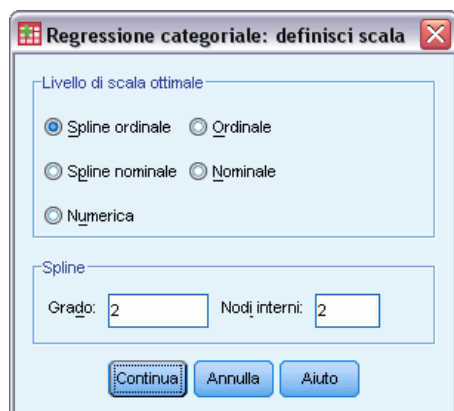 Regressione categoriale: definisci scala
Livello di scala ottimale
Spline ordinale Ordinale
Spline nominale Nominale
Numerica
Spline
Grado: 2 Nodi interni: 2
Continua Annulla Aiuto